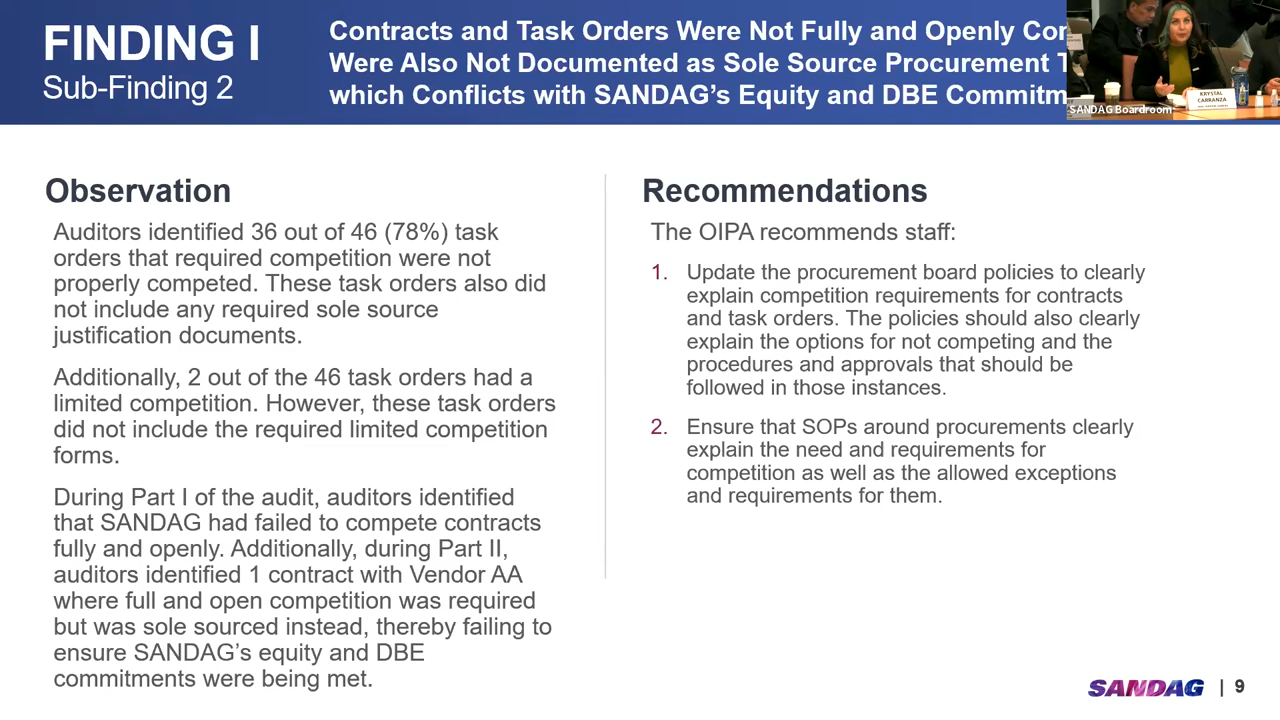 FINDING I
Sub-Finding 2
Contracts and Task Orders Were Not Fully and Openly
Were Also Not Documented as Sole Source Procurement
which Conflicts with SANDAG's Equity and DBE
SANDAG Boardroom
KRYSTAL
CARRANZA
Observation
Auditors identified 36 out of 46 (78%) task
orders that required competition were not
properly competed. These task orders also did
not include any required sole source
justification documents.
Additionally, 2 out of the 46 task orders had a
limited competition. However, these task orders
did not include the required limited competition
forms.
During Part I of the audit, auditors identified
that SANDAG had failed to compete contracts
fully and openly. Additionally, during Part II,
auditors identified 1 contract with Vendor AA
where full and open competition was required
but was sole sourced instead, thereby failing to
ensure SANDAG's equity and DBE
commitments were being met.
Recommendations
The OIPA recommends staff:
1. Update the procurement board policies to clearly
explain competition requirements for contracts
and task orders. The policies should also clearly
explain the options for not competing and the
procedures and approvals that should be
followed in those instances.
2. Ensure that SOPs around procurements clearly
explain the need and requirements for
competition as well as the allowed exceptions
and requirements for them.
SANDAG | 9